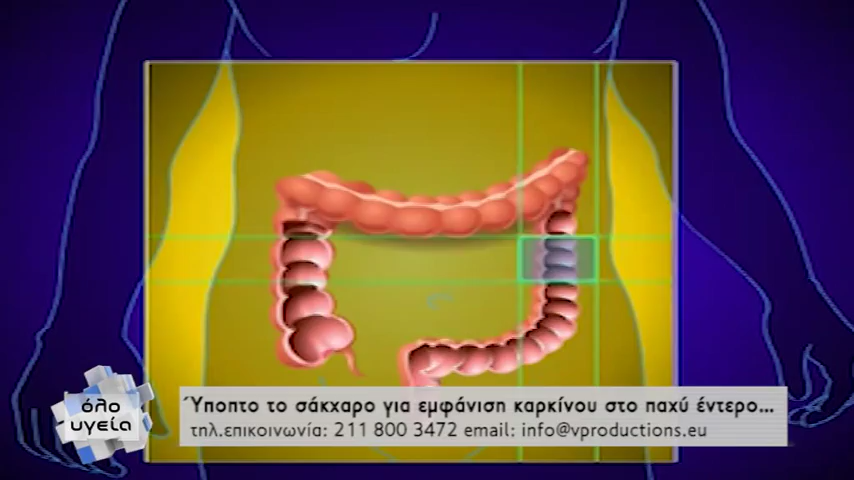 όλο
υγεία
Ύποπτο το σάκχαρο για εμφάνιση καρκίνου στο παχύ έντερο...
τηλ.επικοινωνία: 211 800 3472 email: info@vproductions.eu